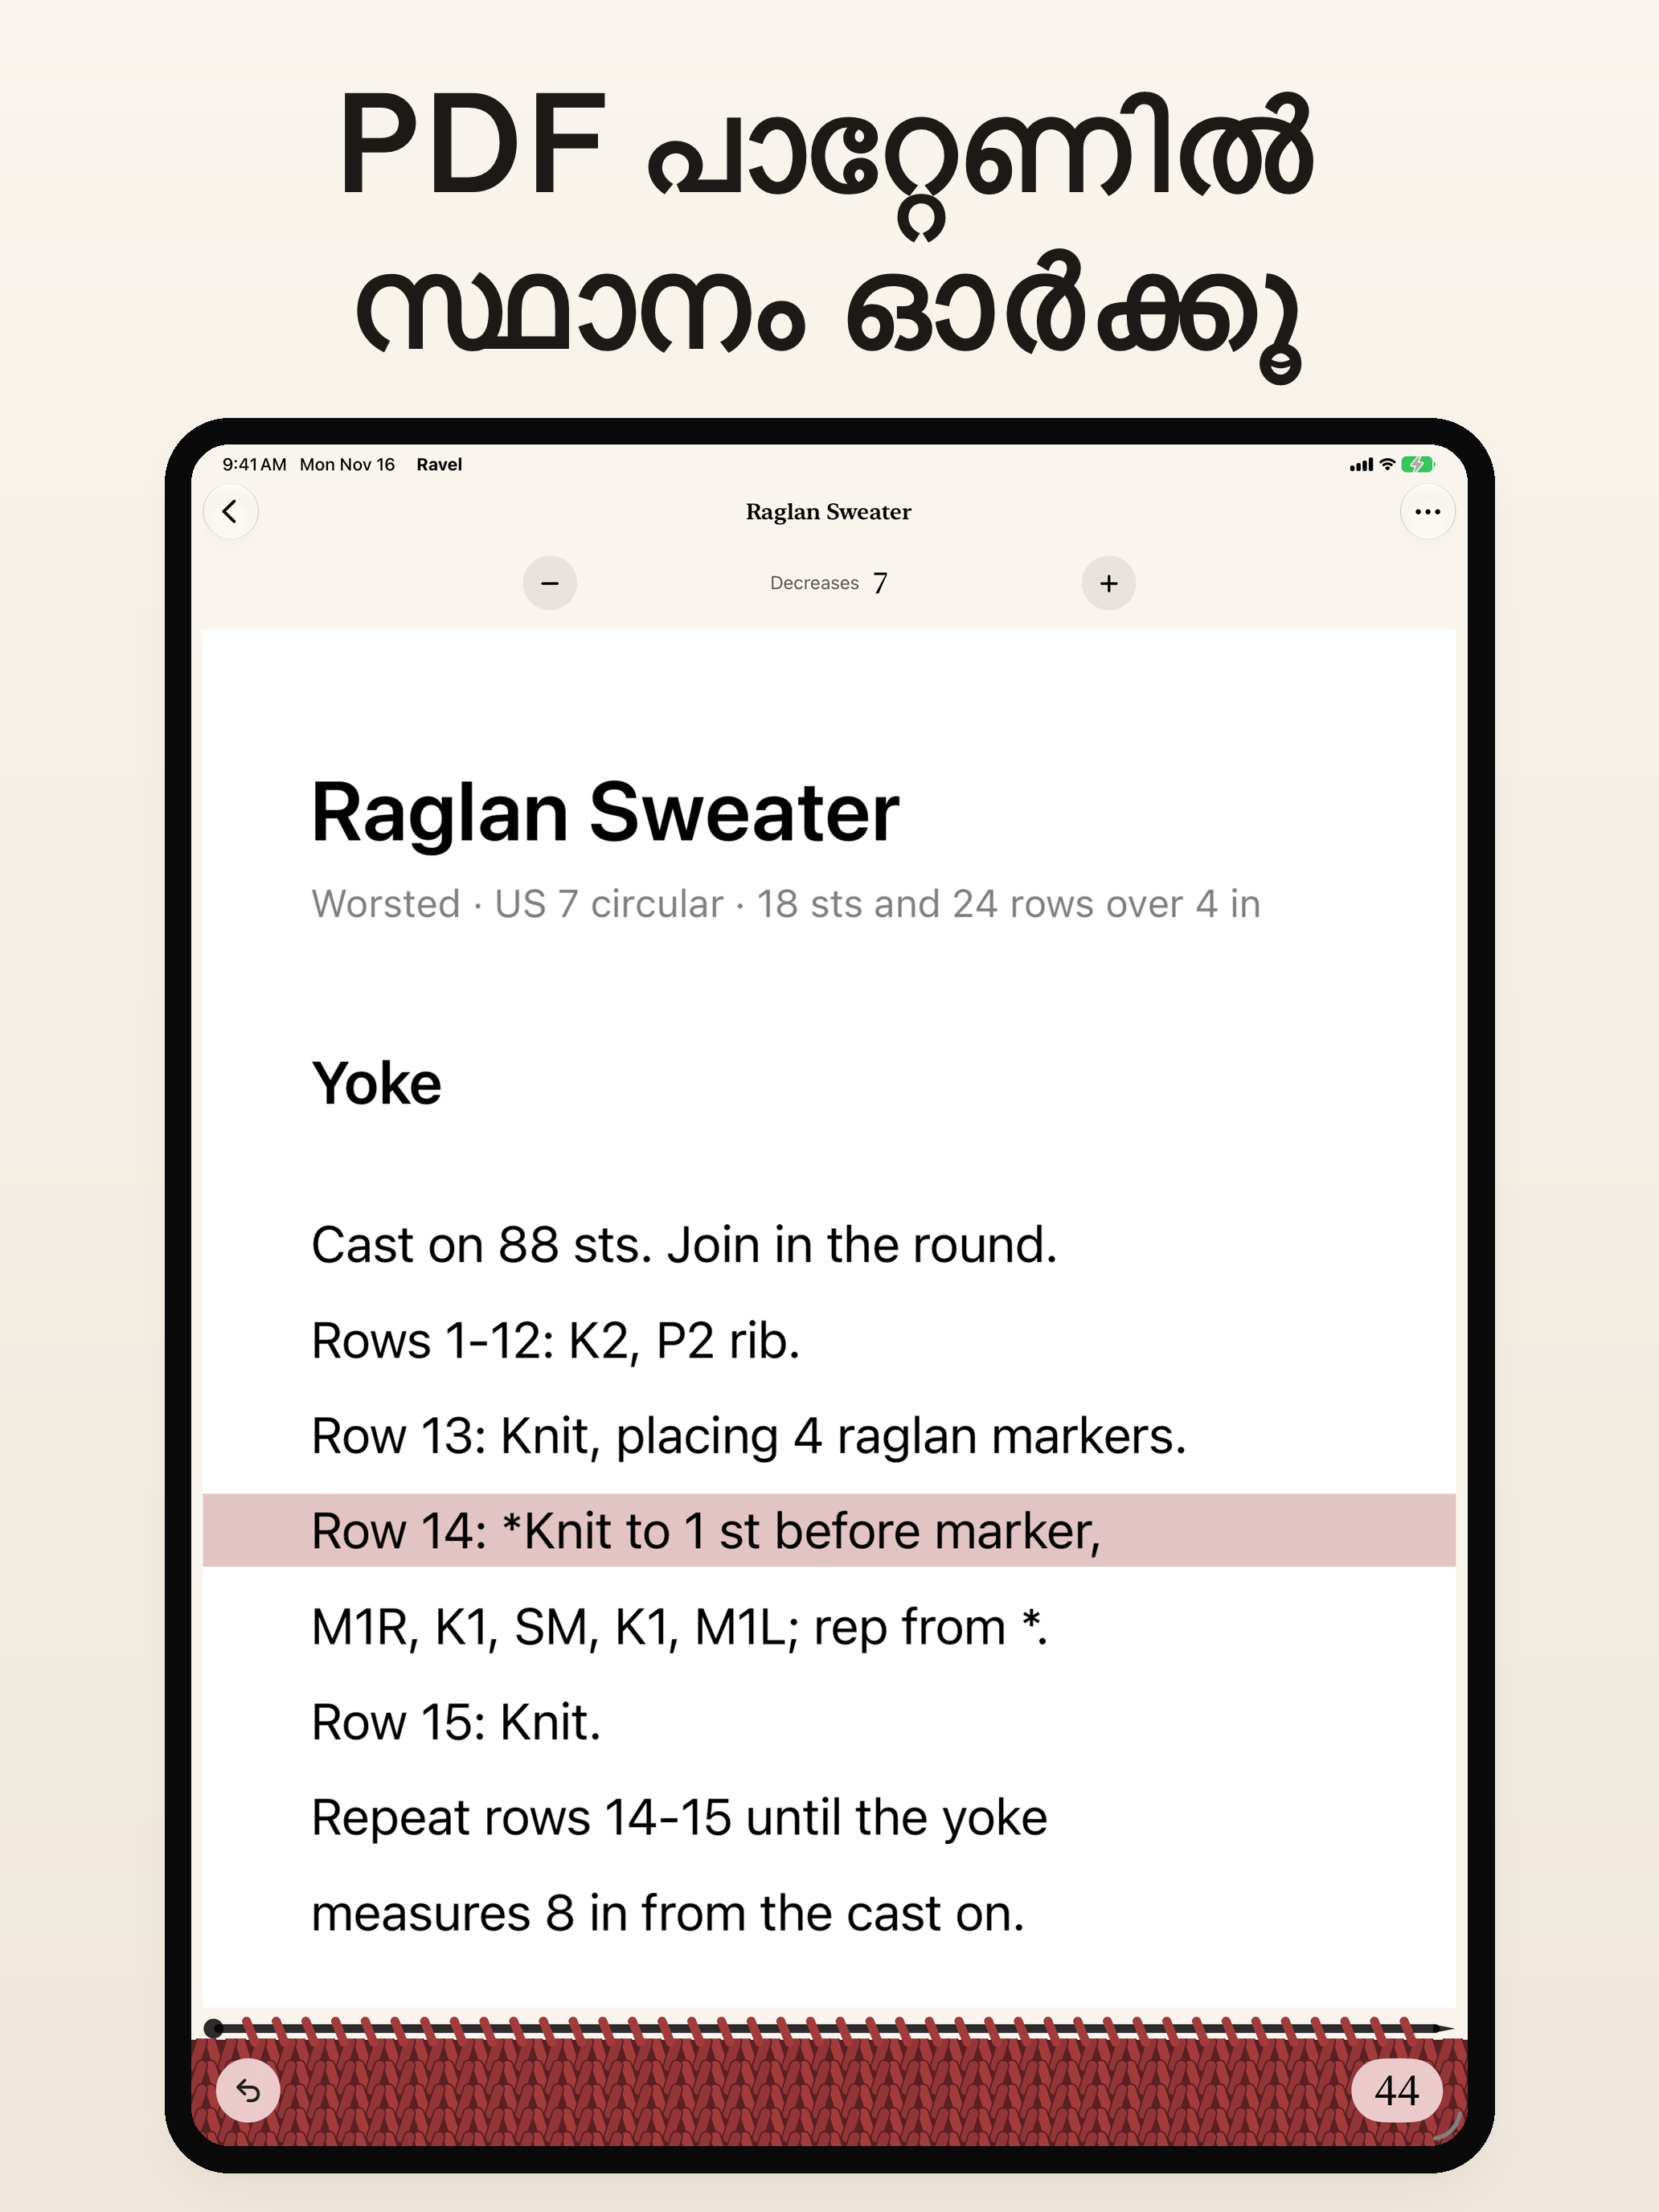 PDF പാറ്റേണിൽ
സ്ഥാനം ഓർക്കൂ
9:41 AM Mon Nov 16 Ravel
Raglan Sweater
Decreases 7
Raglan Sweater
Worsted · US 7 circular · 18 sts and 24 rows over 4 in
Yoke
Cast on 88 sts. Join in the round.
Rows 1-12: K2, P2 rib.
Row 13: Knit, placing 4 raglan markers.
Row 14: *Knit to 1 st before marker,
M1R, K1, SM, K1, M1L; rep from *.
Row 15: Knit.
Repeat rows 14-15 until the yoke
measures 8 in from the cast on.
44